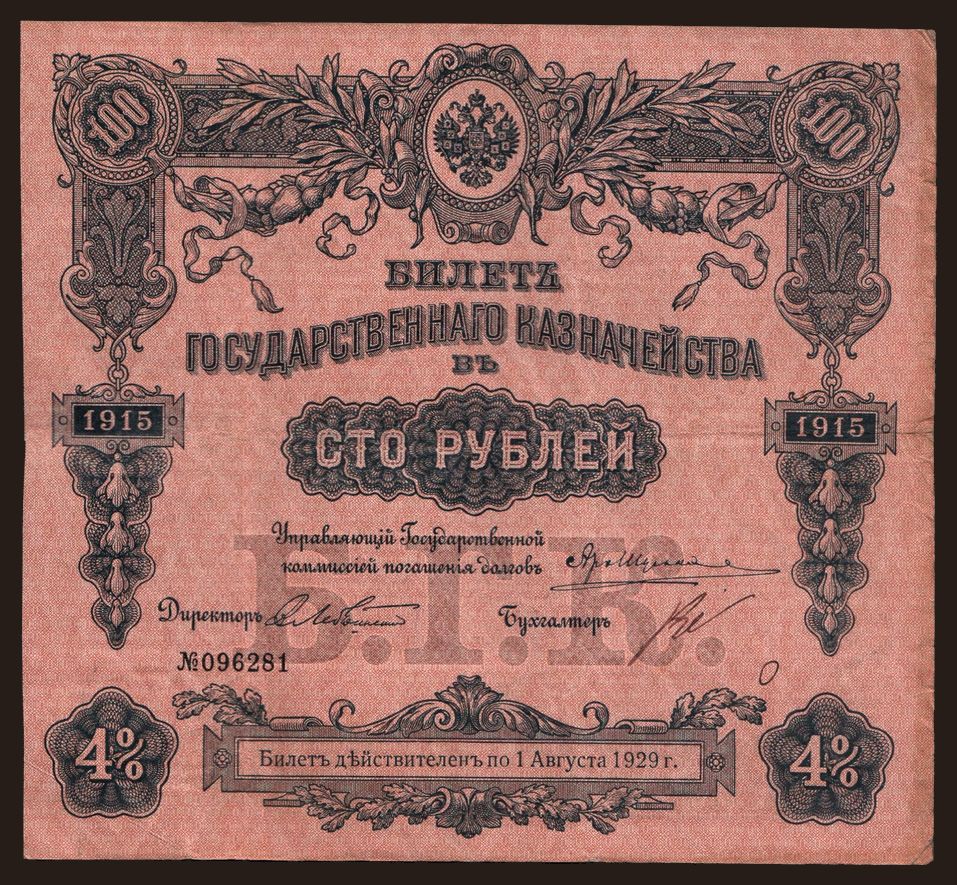 100 100
БИЛЕТЪ
ГОСУДАРСТВЕННАГО КАЗНАЧЕЙСТВА
ВЪ
1915 1915
СТО РУБЛЕЙ
Управляющій Государственной
коммиссіей погашенія долговъ
Директоръ Бухгалтеръ
Б.Г.К.
№096281
4% 4%
Билетъ дѣйствителенъ по 1 Августа 1929 г.